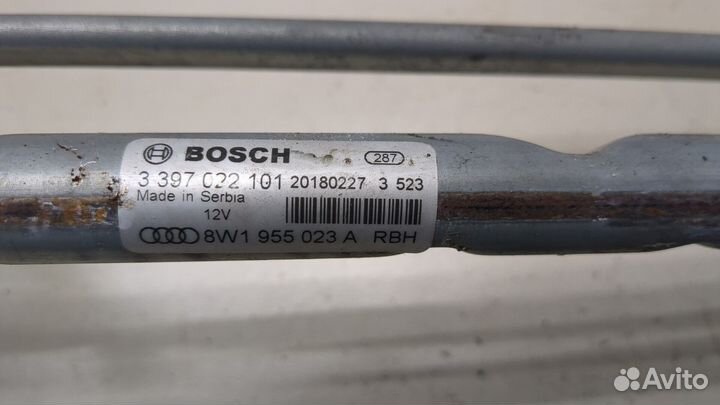 BOSCH 287
3 397 022 101 20180227 3 523
Made in Serbia
12V
8W1 955 023 A RBH
Avito